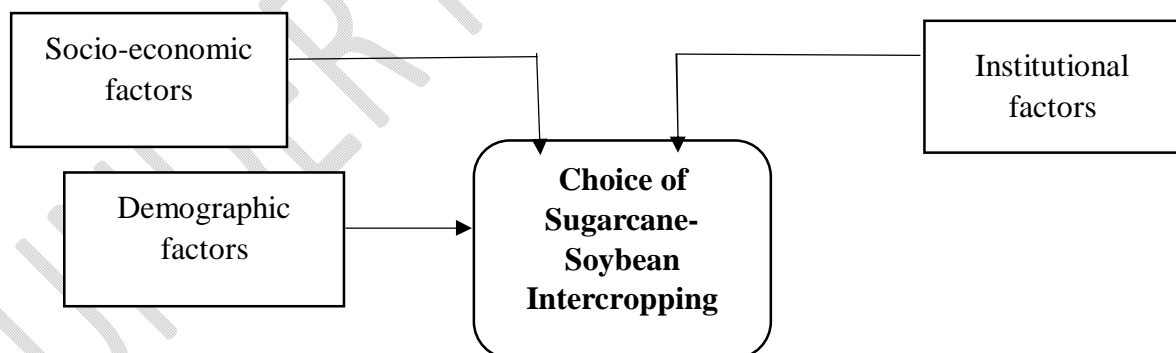 Socio-economic
factors
Institutional
factors
Demographic
factors
Choice of
Sugarcane-
Soybean
Intercropping